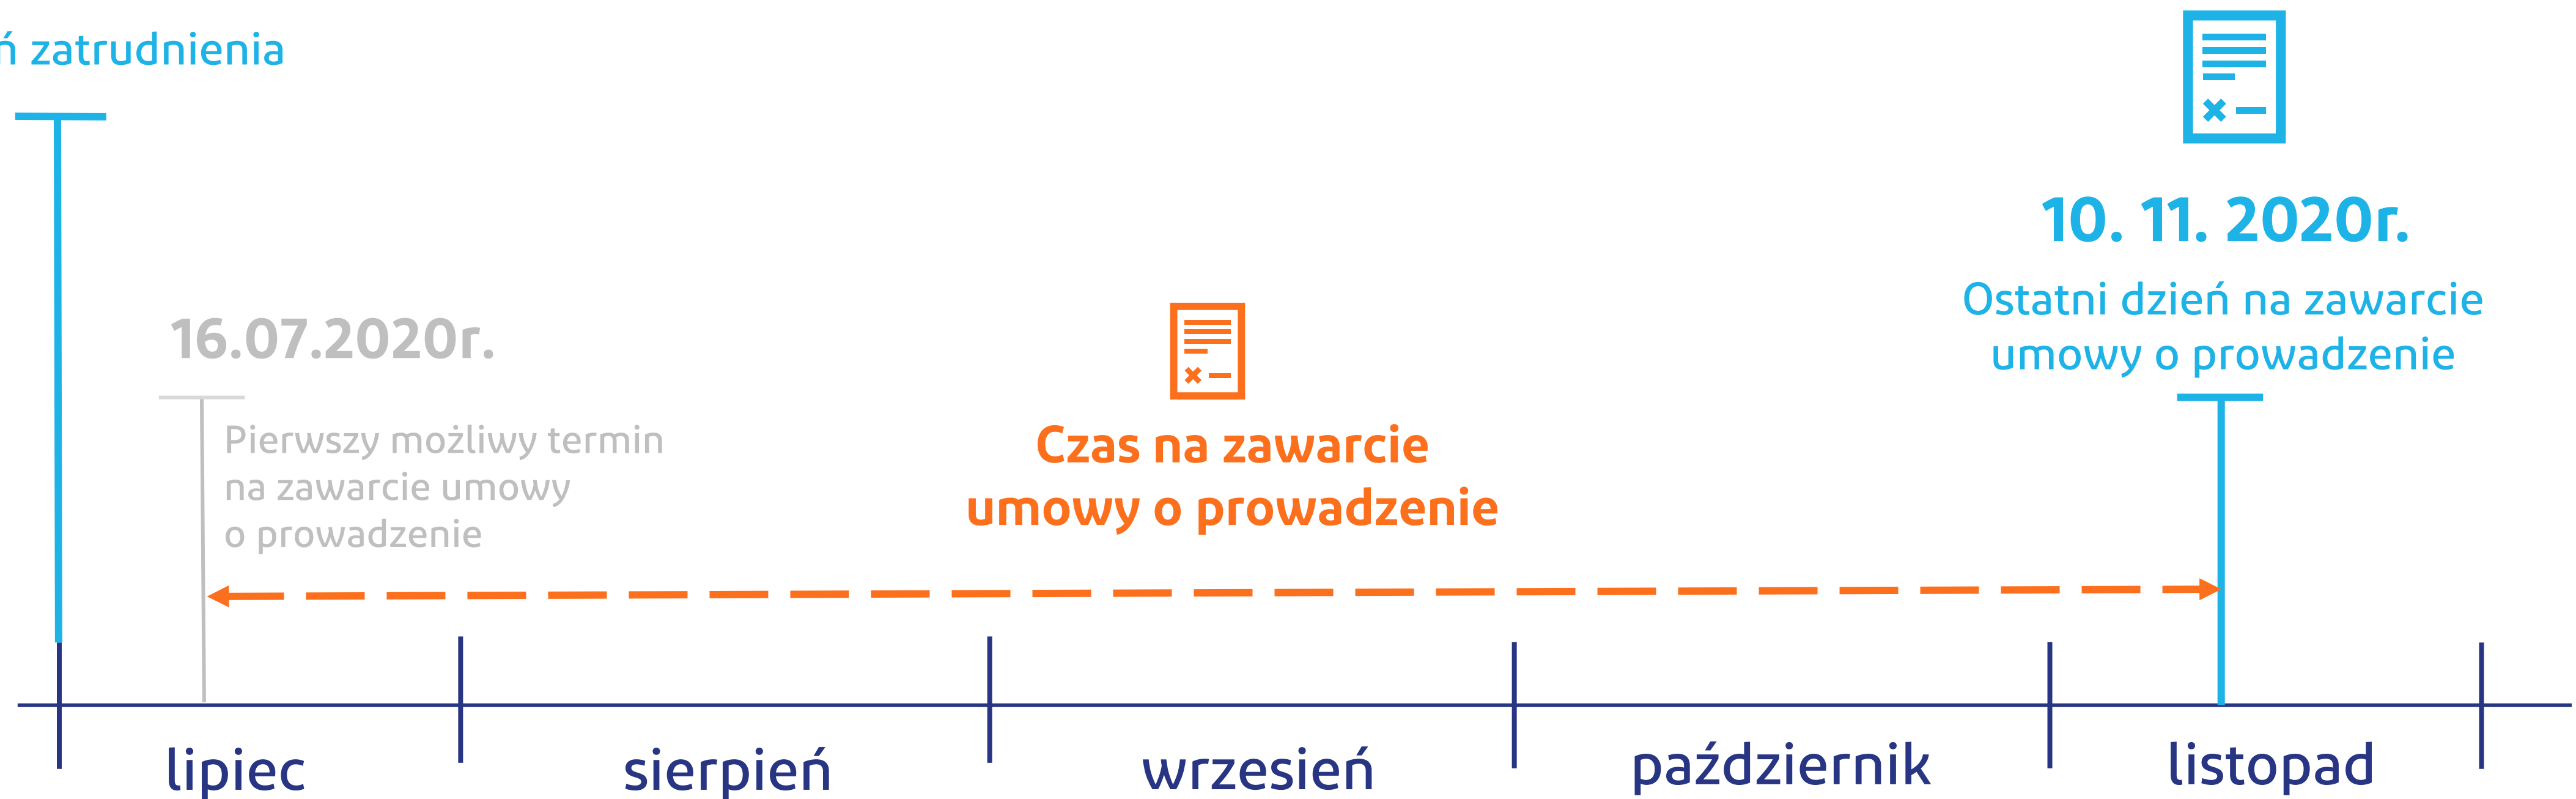 ń zatrudnienia
10. 11. 2020r.
Ostatni dzień na zawarcie
umowy o prowadzenie
16.07.2020r.
Pierwszy możliwy termin
na zawarcie umowy
o prowadzenie
Czas na zawarcie
umowy o prowadzenie
lipiec
sierpień
wrzesień
październik
listopad